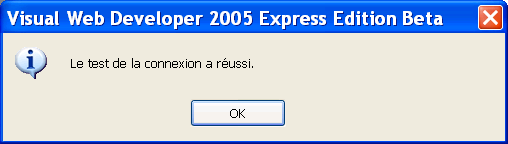 Visual Web Developer 2005 Express Edition Beta
Le test de la connexion a réussi.
OK